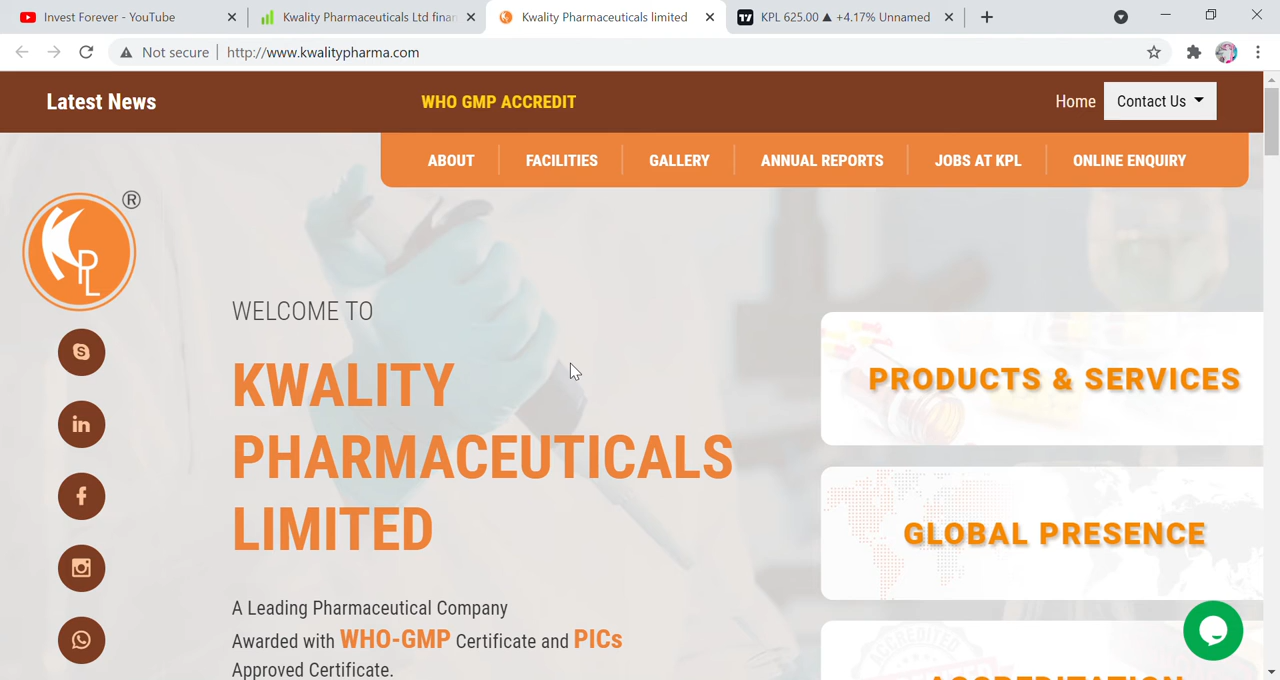 Invest Forever - YouTube
Kwality Pharmaceuticals Ltd finan
Kwality Pharmaceuticals limited
KPL 625.00 ▲ +4.17% Unnamed
Not secure
http://www.kwalitypharma.com
Latest News
WHO GMP ACCREDIT
Home
Contact Us
ABOUT
FACILITIES
GALLERY
ANNUAL REPORTS
JOBS AT KPL
ONLINE ENQUIRY
KPL ®
WELCOME TO
KWALITY
PHARMACEUTICALS
LIMITED
A Leading Pharmaceutical Company
Awarded with WHO-GMP Certificate and PICs
Approved Certificate.
PRODUCTS & SERVICES
GLOBAL PRESENCE
ACCREDITED
ACCREDITATION